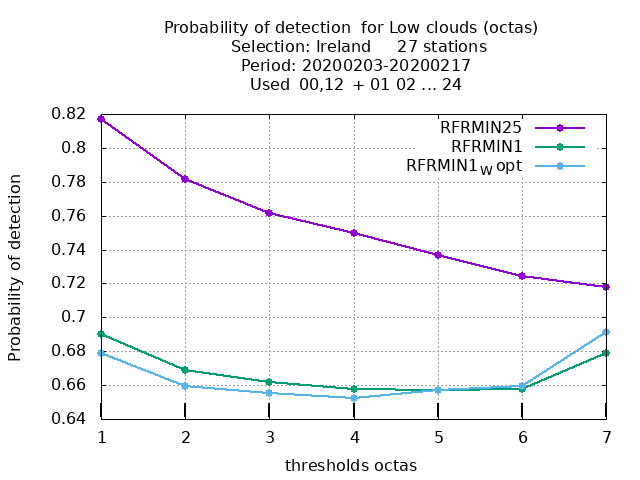 Probability of detection  for Low clouds (octas)
Selection: Ireland     27 stations
Period: 20200203-20200217
Used  00,12  + 01 02 ... 24
RFRMIN25
RFRMIN1
RFRMIN1W opt
0.82
0.8
0.78
0.76
0.74
0.72
0.7
0.68
0.66
0.64
Probability of detection
1 2 3 4 5 6 7
thresholds octas